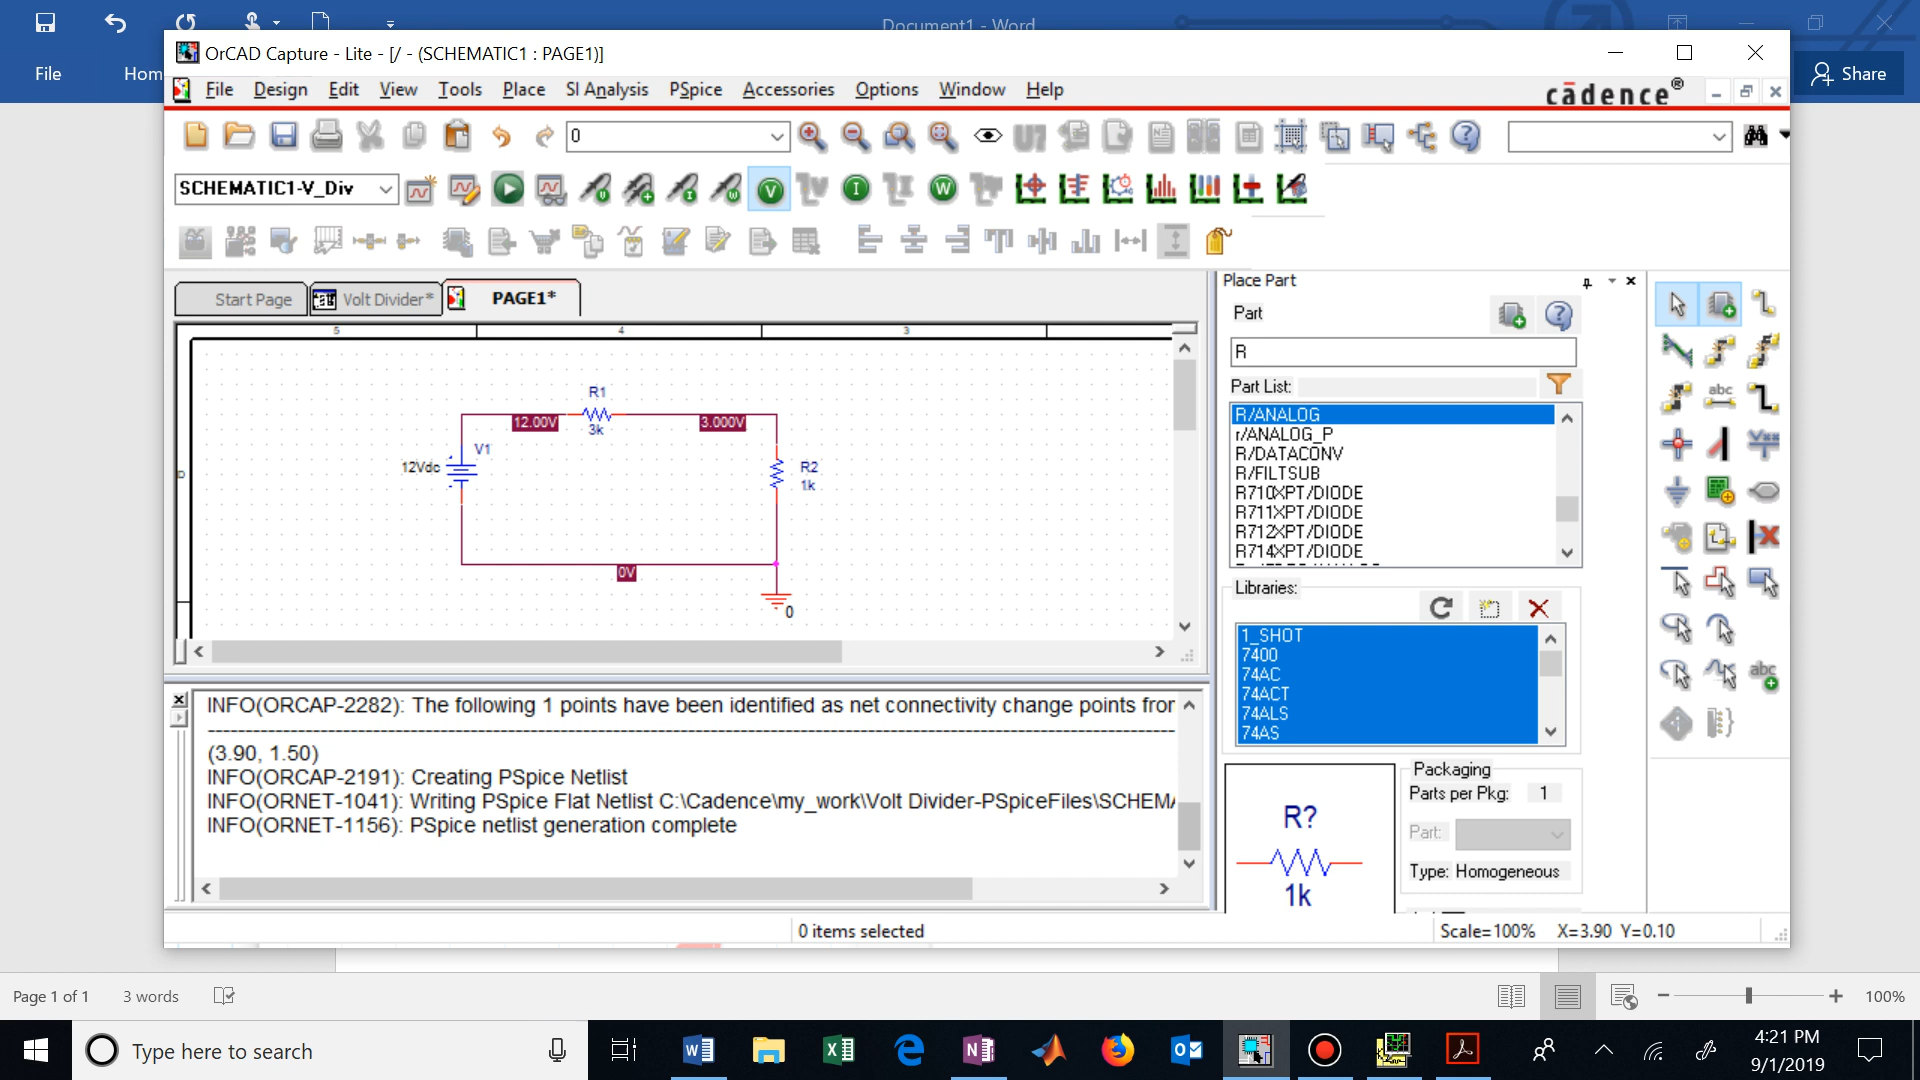 Document1 - Word
File
Hom
Share
OrCAD Capture - Lite - [/ - (SCHEMATIC1 : PAGE1)]
File Design Edit View Tools Place SI Analysis PSpice Accessories Options Window Help
cādence®
0
U?
SCHEMATIC1-V_Div
V
V
I
I
W
Start Page
Volt Divider*
PAGE1*
5
4
3
D
R1
12.00V
3k
3.000V
V1
12Vdc
R2
1k
0V
0
Place Part
Part
R
Part List:
R/ANALOG
r/ANALOG_P
R/DATACONV
R/FILTSUB
R710XPT/DIODE
R711XPT/DIODE
R712XPT/DIODE
R714XPT/DIODE
Libraries:
1_SHOT
7400
74AC
74ACT
74ALS
74AS
R?
1k
Packaging
Parts per Pkg: 1
Part:
Type: Homogeneous
abc
abc
INFO(ORCAP-2282): The following 1 points have been identified as net connectivity change points fror
(3.90, 1.50)
INFO(ORCAP-2191): Creating PSpice Netlist
INFO(ORNET-1041): Writing PSpice Flat Netlist C:\Cadence\my_work\Volt Divider-PSpiceFiles\SCHEMA
INFO(ORNET-1156): PSpice netlist generation complete
0 items selected
Scale=100% X=3.90 Y=0.10
Page 1 of 1
3 words
100%
Type here to search
4:21 PM
9/1/2019